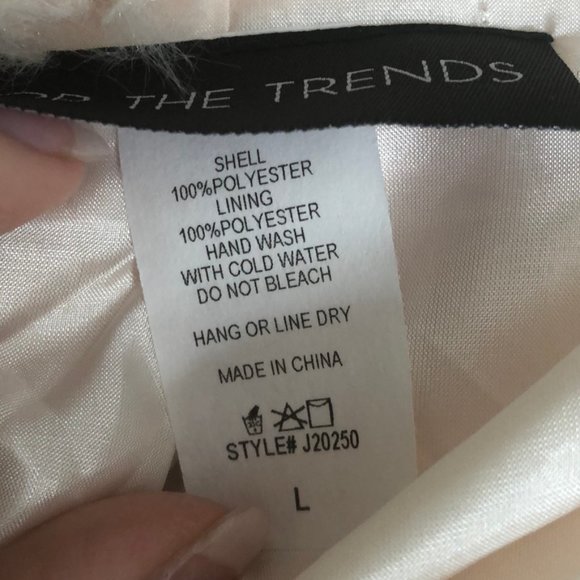 THE TRENDS
SHELL
100%POLYESTER
LINING
100%POLYESTER
HAND WASH
WITH COLD WATER
DO NOT BLEACH
HANG OR LINE DRY
MADE IN CHINA
STYLE# J20250
L